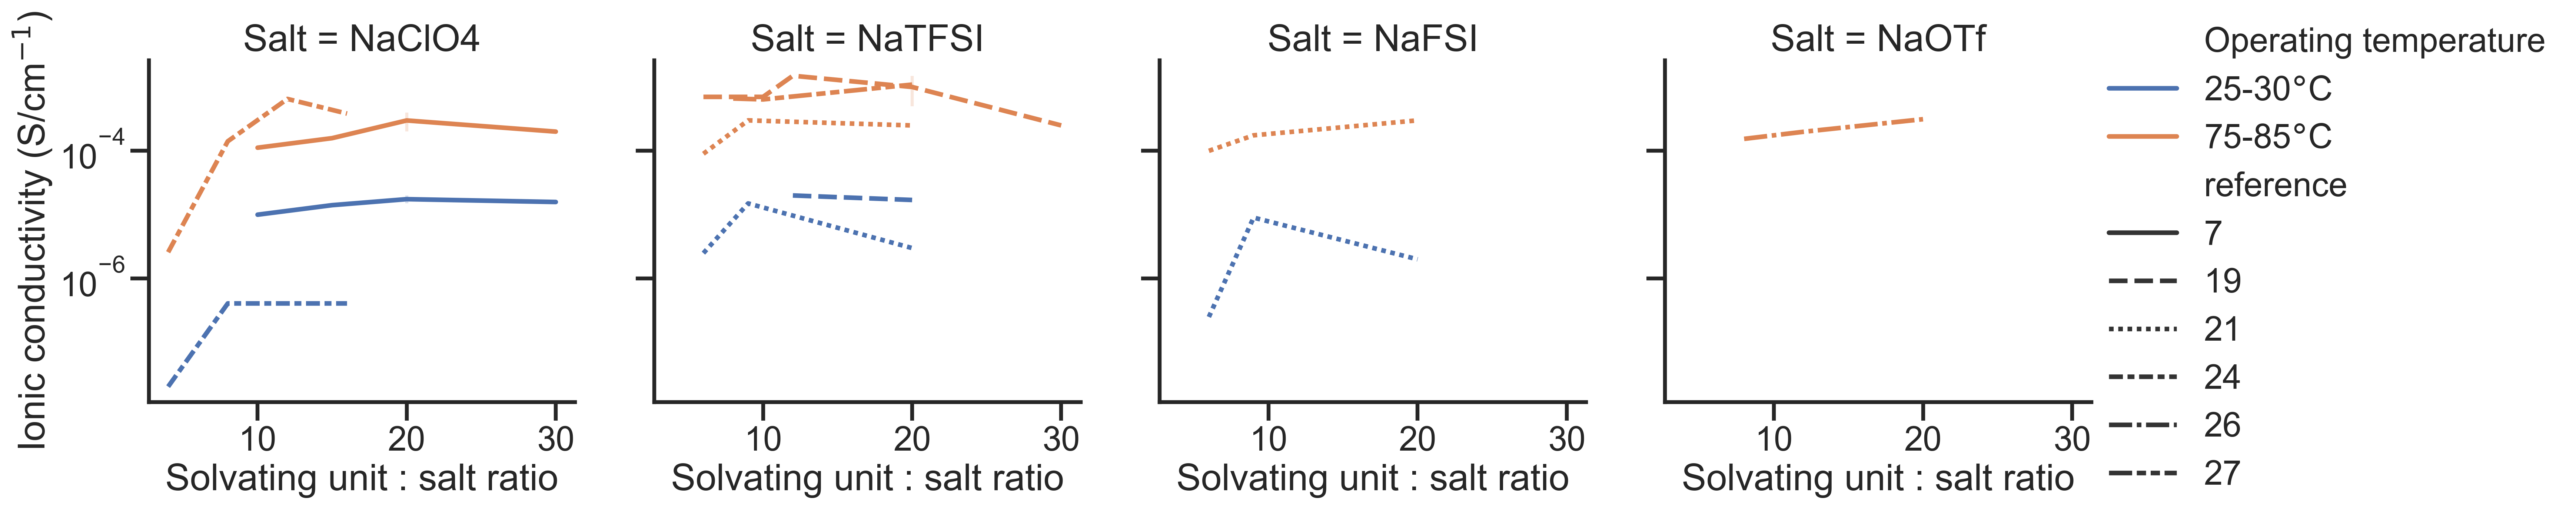 Salt = NaClO4
Salt = NaTFSI
Salt = NaFSI
Salt = NaOTf
Ionic conductivity (S/cm⁻¹)
10⁻⁴
10⁻⁶
10 20 30
10 20 30
10 20 30
10 20 30
Solvating unit : salt ratio
Solvating unit : salt ratio
Solvating unit : salt ratio
Solvating unit : salt ratio
Operating temperature
25-30°C
75-85°C
reference
7
19
21
24
26
27